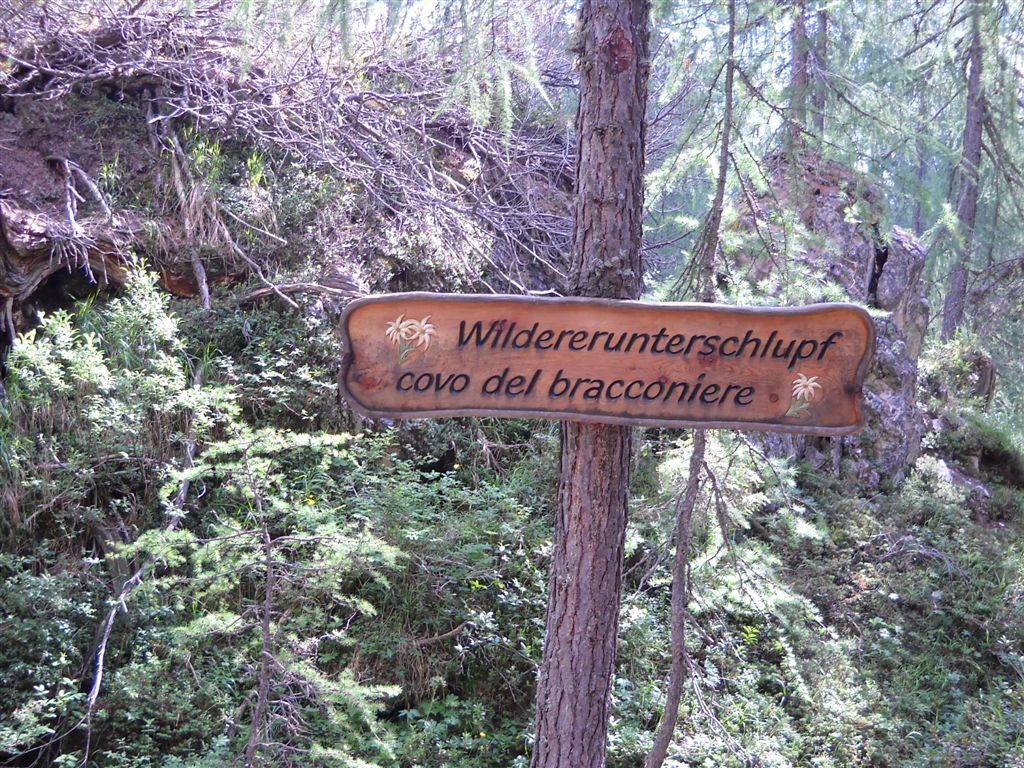 Wildererunterschlupf
covo del bracconiere